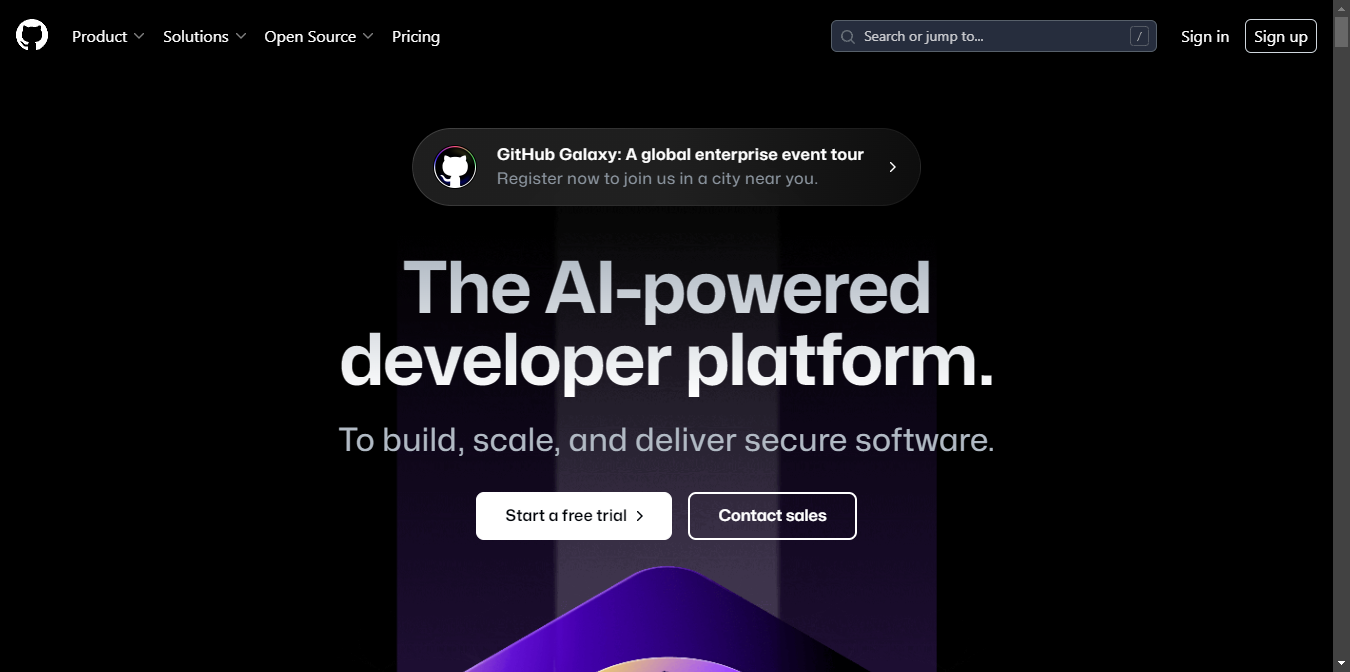 Product Solutions Open Source Pricing Search or jump to... / Sign in Sign up
GitHub Galaxy: A global enterprise event tour
Register now to join us in a city near you.
The AI-powered
developer platform.
To build, scale, and deliver secure software.
Start a free trial Contact sales